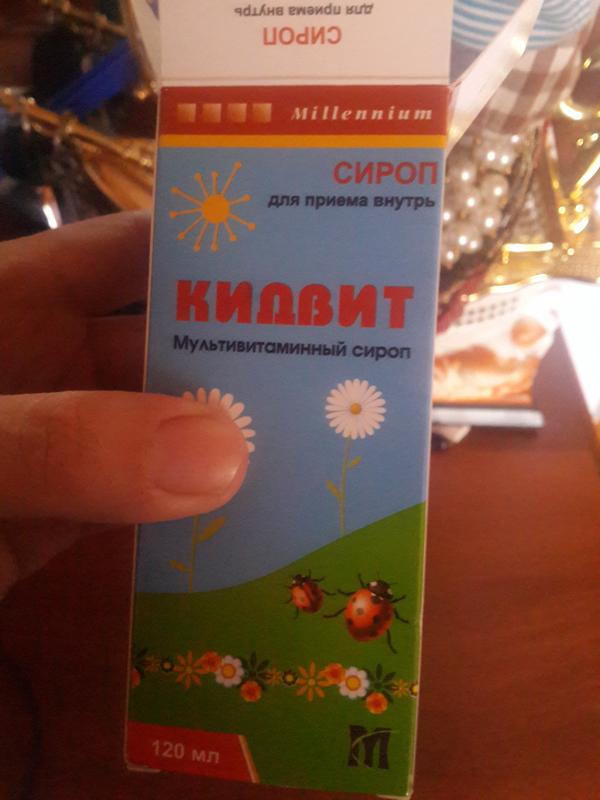 СИРОП
для приема внутрь
Millennium
СИРОП
для приема внутрь
КИДВИТ
Мультивитаминный сироп
120 мл
M